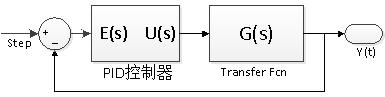 Step
E(s) U(s)
PID控制器
G(s)
Transfer Fcn
Y(t)